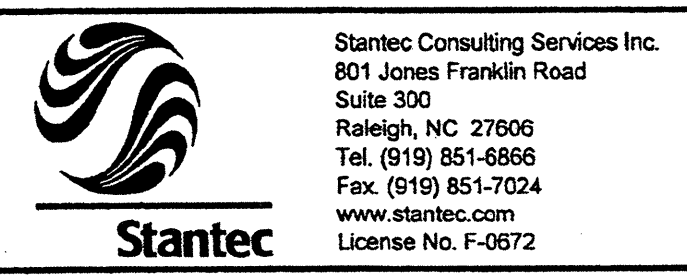 Stantec
Stantec Consulting Services Inc.
801 Jones Franklin Road
Suite 300
Raleigh, NC 27606
Tel. (919) 851-6866
Fax. (919) 851-7024
www.stantec.com
License No. F-0672